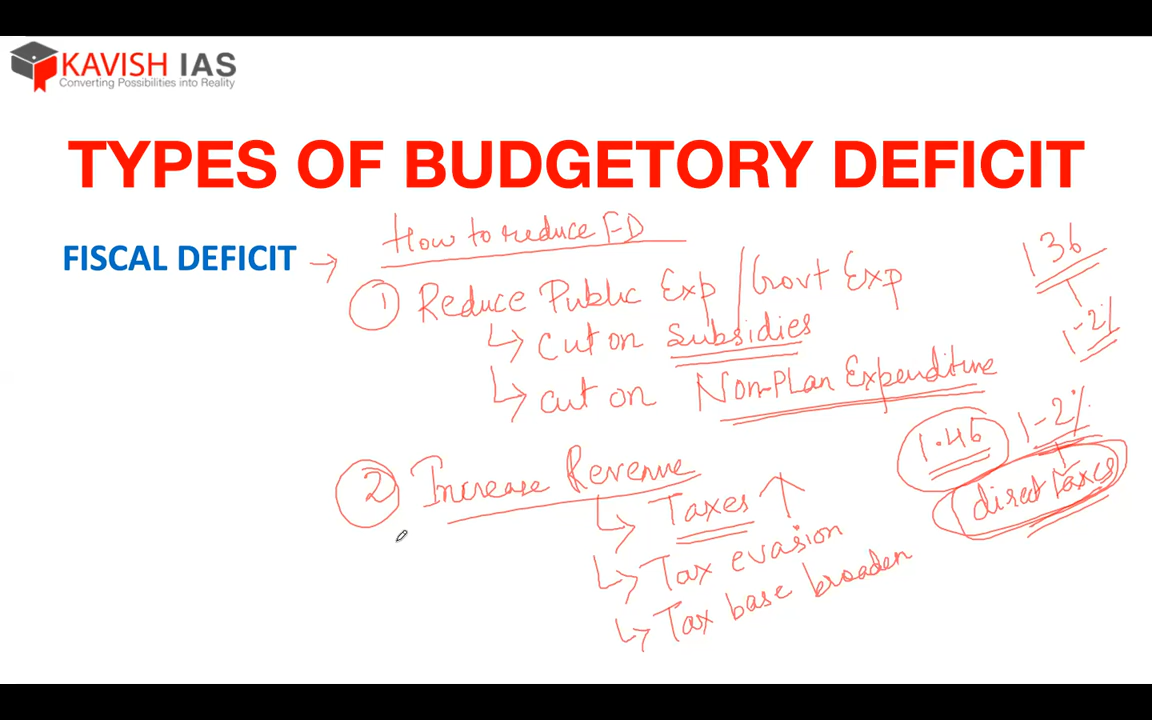 KAVISH IAS
Converting Possibilities into Reality
TYPES OF BUDGETORY DEFICIT
FISCAL DEFICIT →
How to reduce FD
① Reduce Public Exp / Govt Exp
↳ Cut on Subsidies
↳ cut on Non-Plan Expenditure
136
1-2%
② Increase Revenue
↳ Taxes ↑
↳ Tax evasion
↳ Tax base broaden
1-2%
direct taxes